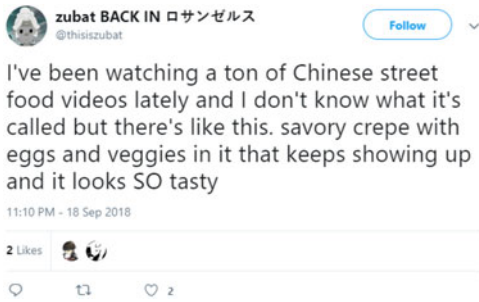 zubat BACK IN ロサンゼルス
@thisiszubat
Follow
I've been watching a ton of Chinese street
food videos lately and I don't know what it's
called but there's like this. savory crepe with
eggs and veggies in it that keeps showing up
and it looks SO tasty
11:10 PM - 18 Sep 2018
2 Likes
2